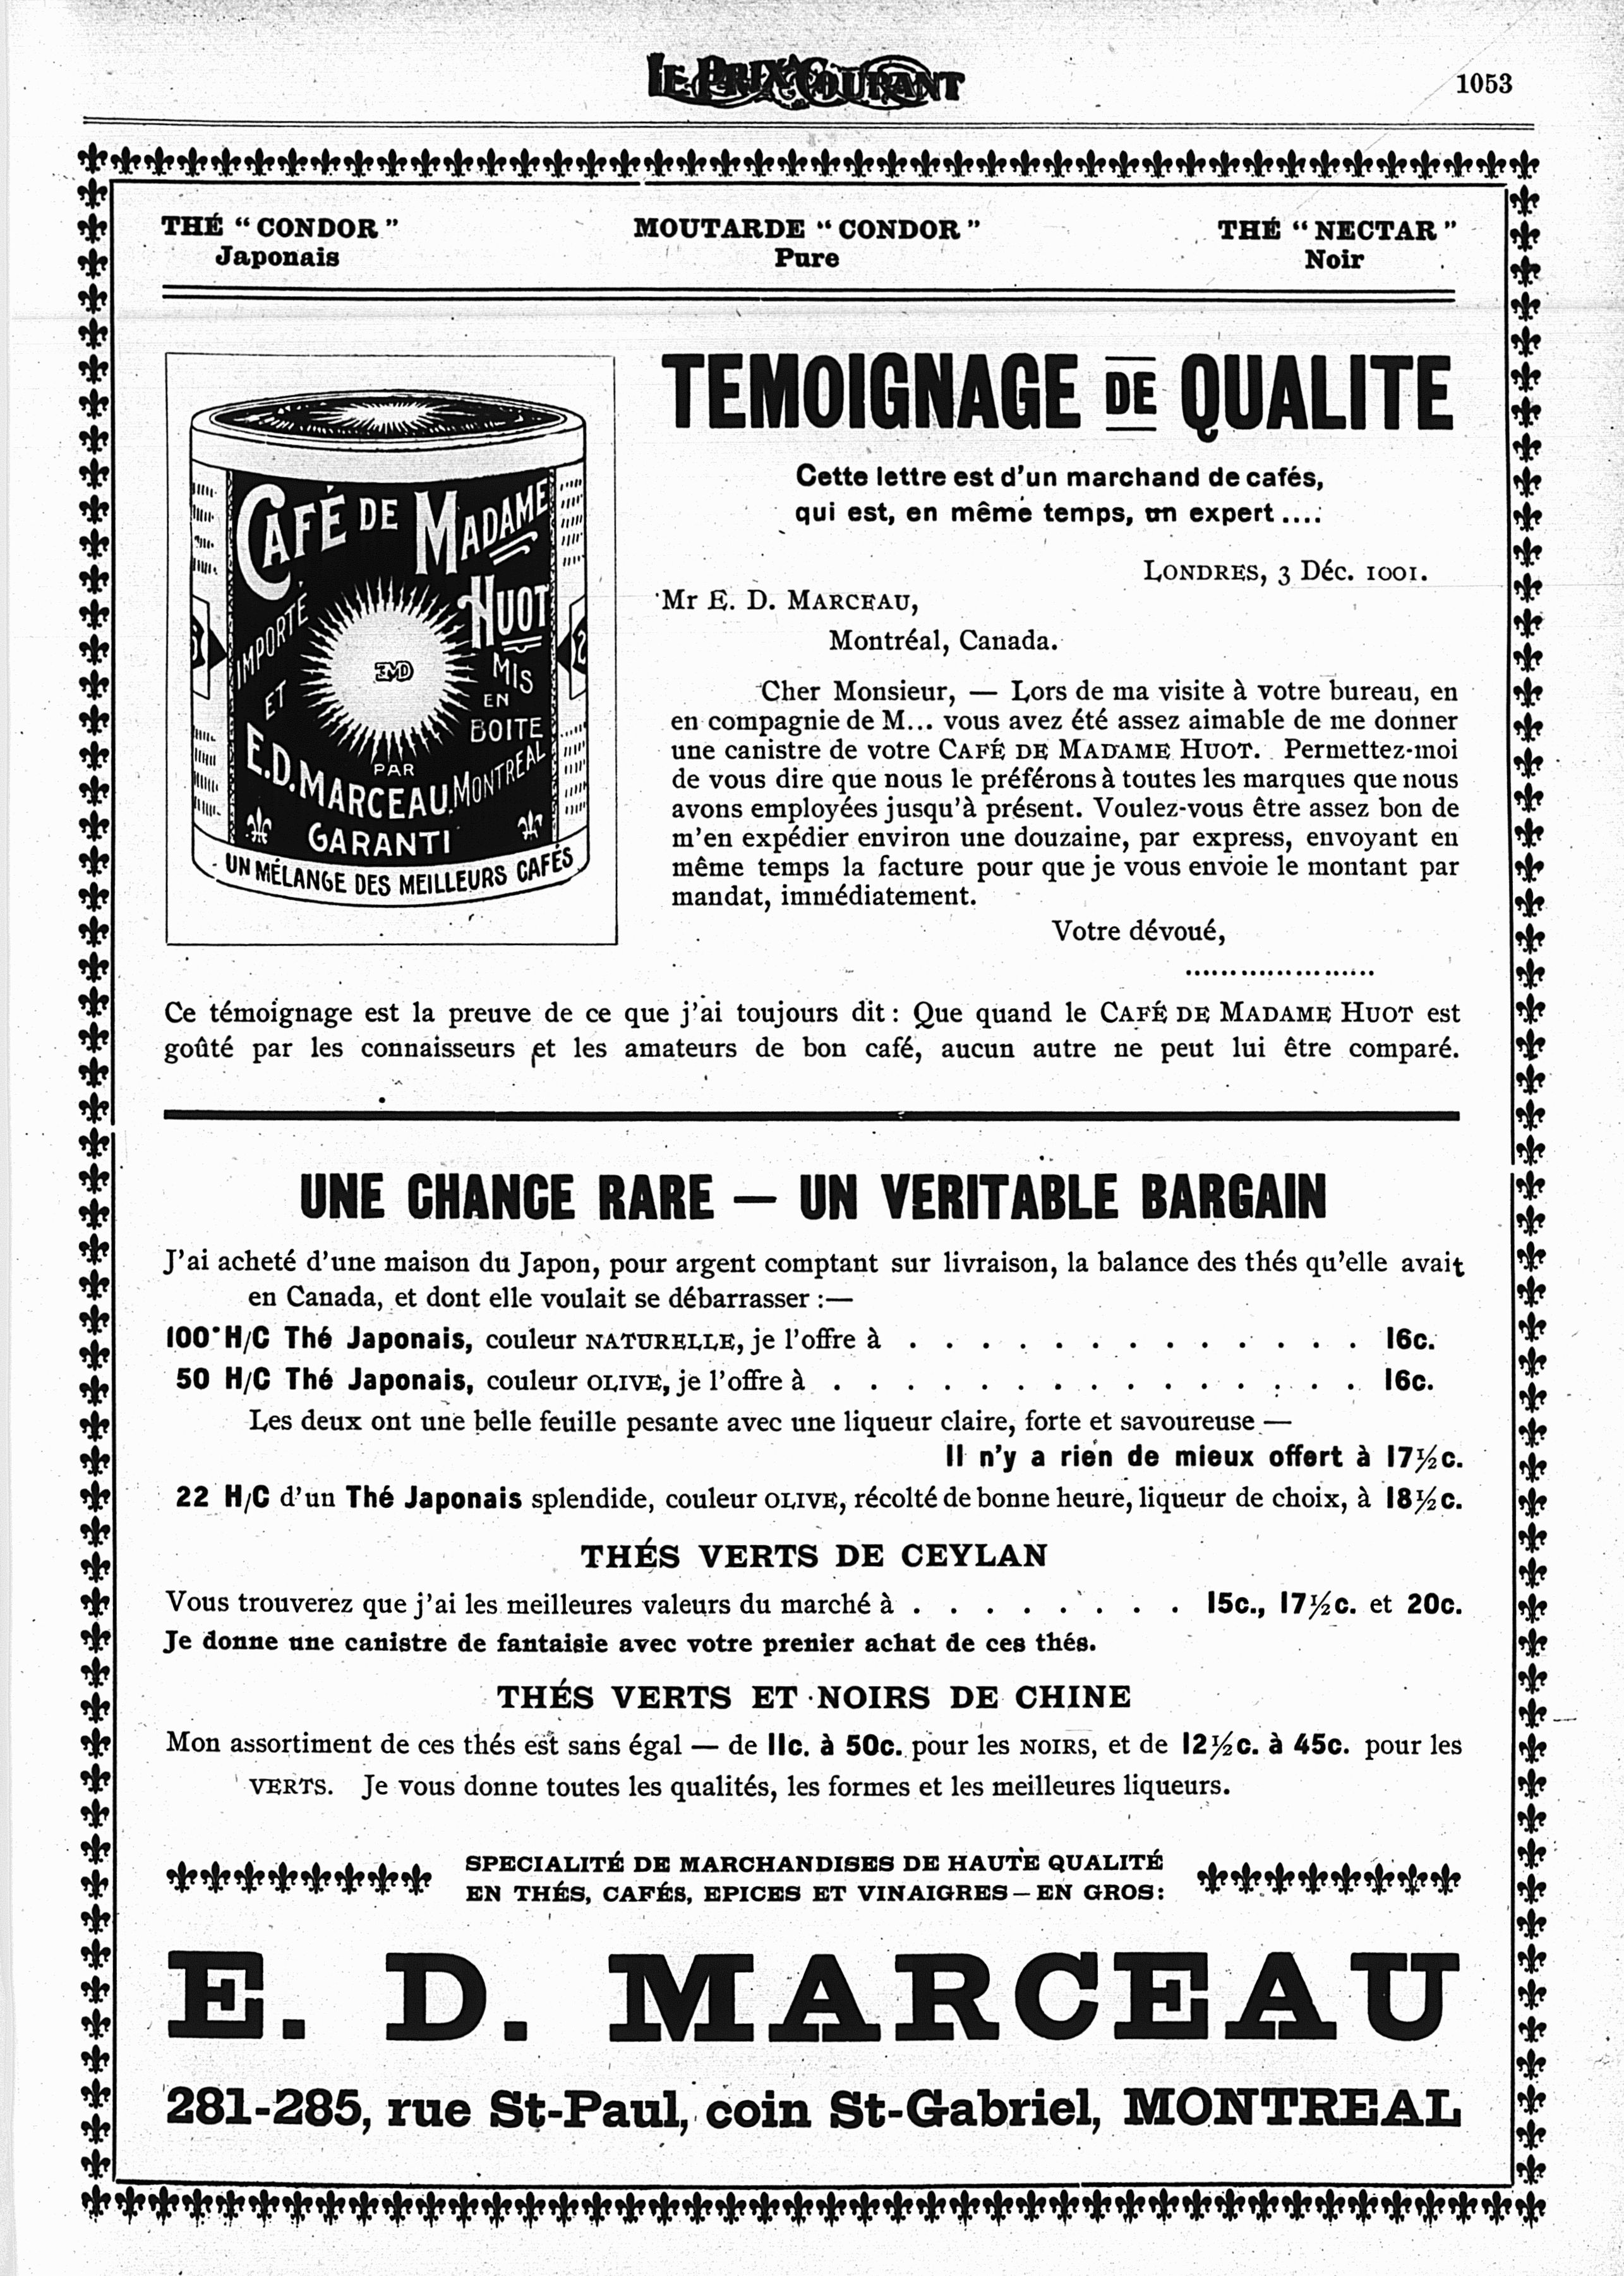 LE PRIX COURANT
1053
THÉ "CONDOR"
Japonais
MOUTARDE "CONDOR"
Pure
THÉ "NECTAR"
Noir
CAFÉ DE MADAME
HUOT
IMPORTÉ
ET
EMD
MIS
EN
BOITE
PAR
E.D. MARCEAU, MONTRÉAL
GARANTI
UN MÉLANGE DES MEILLEURS CAFÉS
TEMOIGNAGE DE QUALITE
Cette lettre est d'un marchand de cafés,
qui est, en même temps, un expert....
LONDRES, 3 Déc. 1001.
Mr E. D. MARCEAU,
Montréal, Canada.
Cher Monsieur, — Lors de ma visite à votre bureau, en
en compagnie de M... vous avez été assez aimable de me donner
une canistre de votre CAFÉ DE MADAME HUOT. Permettez-moi
de vous dire que nous le préférons à toutes les marques que nous
avons employées jusqu'à présent. Voulez-vous être assez bon de
m'en expédier environ une douzaine, par express, envoyant en
même temps la facture pour que je vous envoie le montant par
mandat, immédiatement.
Votre dévoué,
.....................
Ce témoignage est la preuve de ce que j'ai toujours dit : Que quand le CAFÉ DE MADAME HUOT est
goûté par les connaisseurs et les amateurs de bon café, aucun autre ne peut lui être comparé.
UNE CHANCE RARE — UN VERITABLE BARGAIN
J'ai acheté d'une maison du Japon, pour argent comptant sur livraison, la balance des thés qu'elle avait
en Canada, et dont elle voulait se débarrasser :—
100 H/C Thé Japonais, couleur NATURELLE, je l'offre à . . . . . . . . . . . . . 16c.
50 H/C Thé Japonais, couleur OLIVE, je l'offre à . . . . . . . . . . . . . . . 16c.
Les deux ont une belle feuille pesante avec une liqueur claire, forte et savoureuse —
Il n'y a rien de mieux offert à 17½c.
22 H/C d'un Thé Japonais splendide, couleur OLIVE, récolté de bonne heure, liqueur de choix, à 18½c.
THÉS VERTS DE CEYLAN
Vous trouverez que j'ai les meilleures valeurs du marché à . . . . . . . . 15c., 17½c. et 20c.
Je donne une canistre de fantaisie avec votre prenier achat de ces thés.
THÉS VERTS ET NOIRS DE CHINE
Mon assortiment de ces thés est sans égal — de 11c. à 50c. pour les NOIRS, et de 12½c. à 45c. pour les
VERTS. Je vous donne toutes les qualités, les formes et les meilleures liqueurs.
SPECIALITÉ DE MARCHANDISES DE HAUTE QUALITÉ
EN THÉS, CAFÉS, EPICES ET VINAIGRES — EN GROS:
E. D. MARCEAU
281-285, rue St-Paul, coin St-Gabriel, MONTREAL